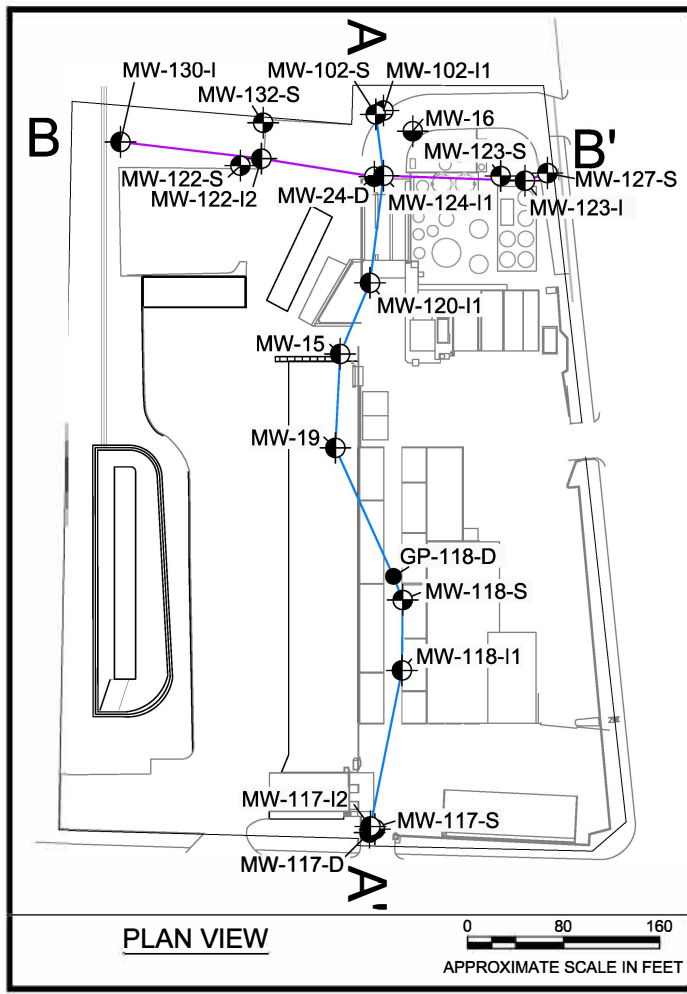 A
MW-130-I
MW-102-S
MW-102-I1
MW-132-S
MW-16
B
MW-123-S
B'
MW-122-S
MW-127-S
MW-122-I2
MW-24-D
MW-124-I1
MW-123-I
MW-120-I1
MW-15
MW-19
GP-118-D
MW-118-S
MW-118-I1
MW-117-I2
MW-117-S
MW-117-D
A'
PLAN VIEW
0 80 160
APPROXIMATE SCALE IN FEET